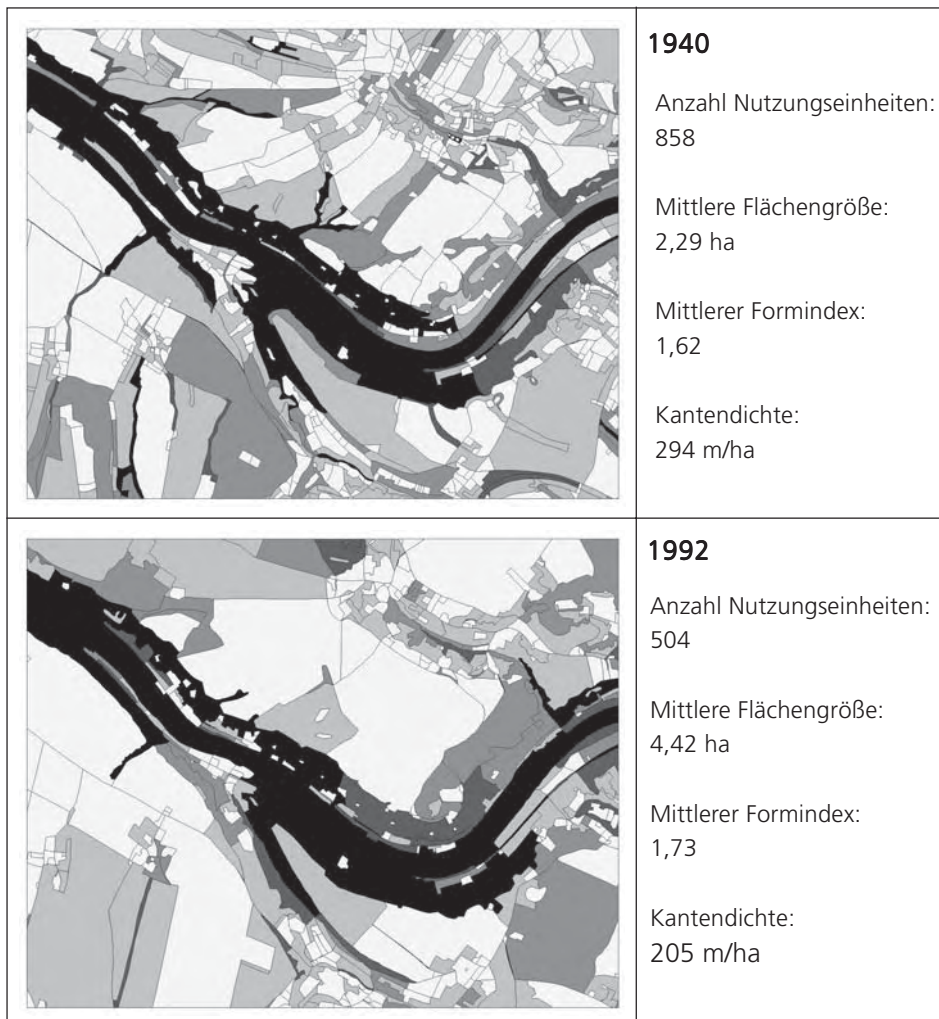 1940
Anzahl Nutzungseinheiten:
858
Mittlere Flächengröße:
2,29 ha
Mittlerer Formindex:
1,62
Kantendichte:
294 m/ha
1992
Anzahl Nutzungseinheiten:
504
Mittlere Flächengröße:
4,42 ha
Mittlerer Formindex:
1,73
Kantendichte:
205 m/ha